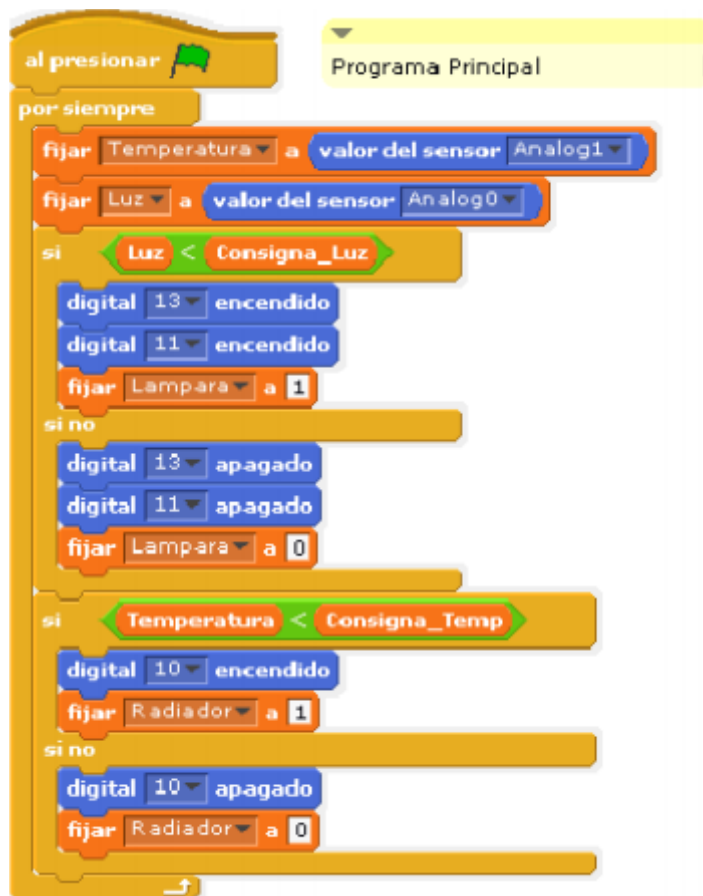 al presionar
Programa Principal
por siempre
fijar Temperatura a valor del sensor Analog1
fijar Luz a valor del sensor Analog0
si Luz < Consigna_Luz
digital 13 encendido
digital 11 encendido
fijar Lampara a 1
si no
digital 13 apagado
digital 11 apagado
fijar Lampara a 0
si Temperatura < Consigna_Temp
digital 10 encendido
fijar Radiador a 1
si no
digital 10 apagado
fijar Radiador a 0